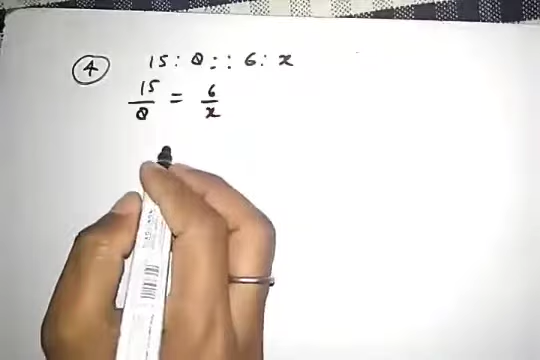 4 15 : 8 :: 6 : x
15/8 = 6/x